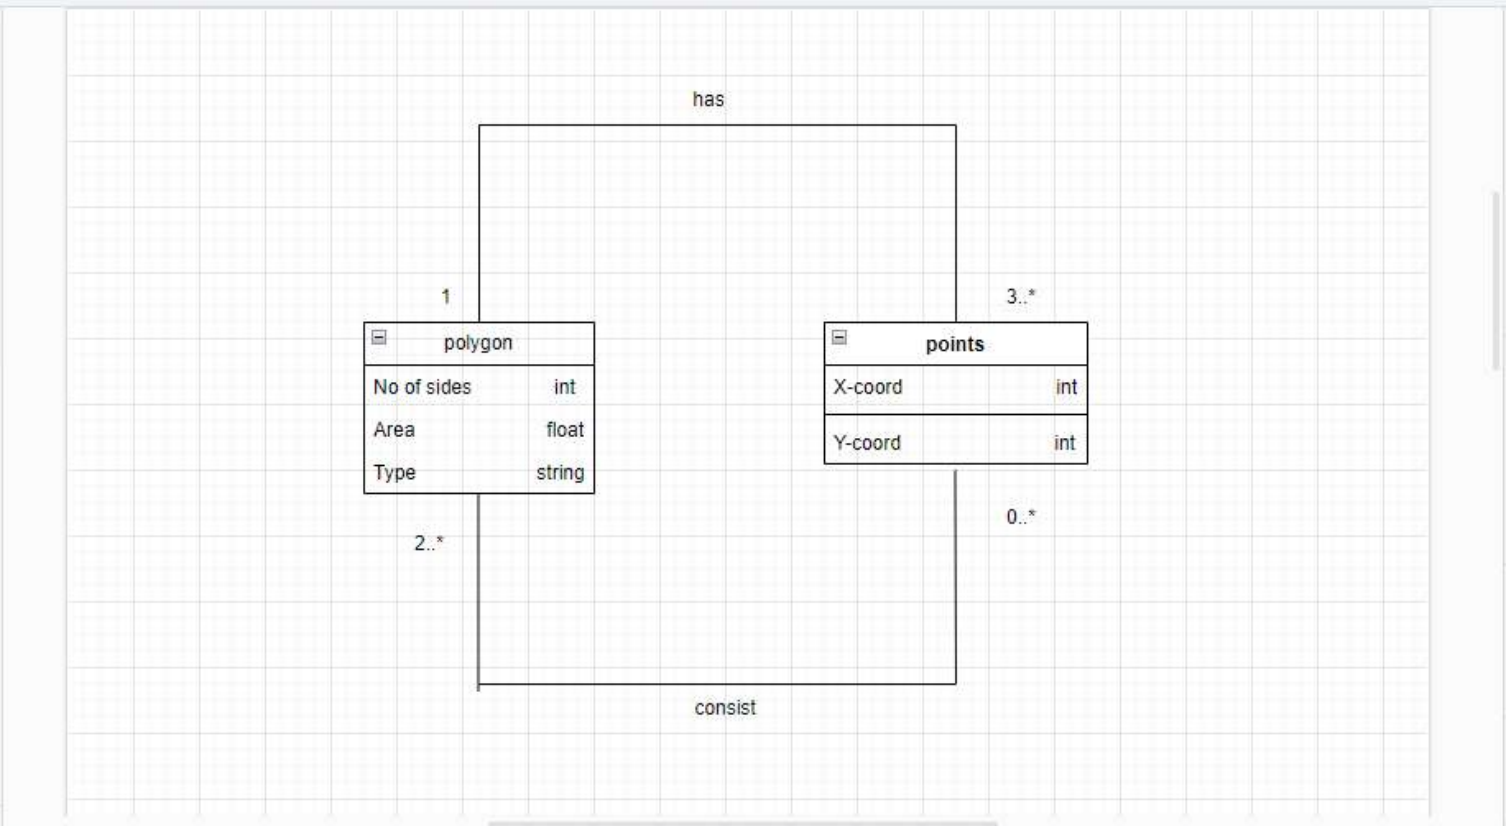 has
1
3..*
polygon
points
No of sides int
X-coord int
Area float
Y-coord int
Type string
0..*
2..*
consist